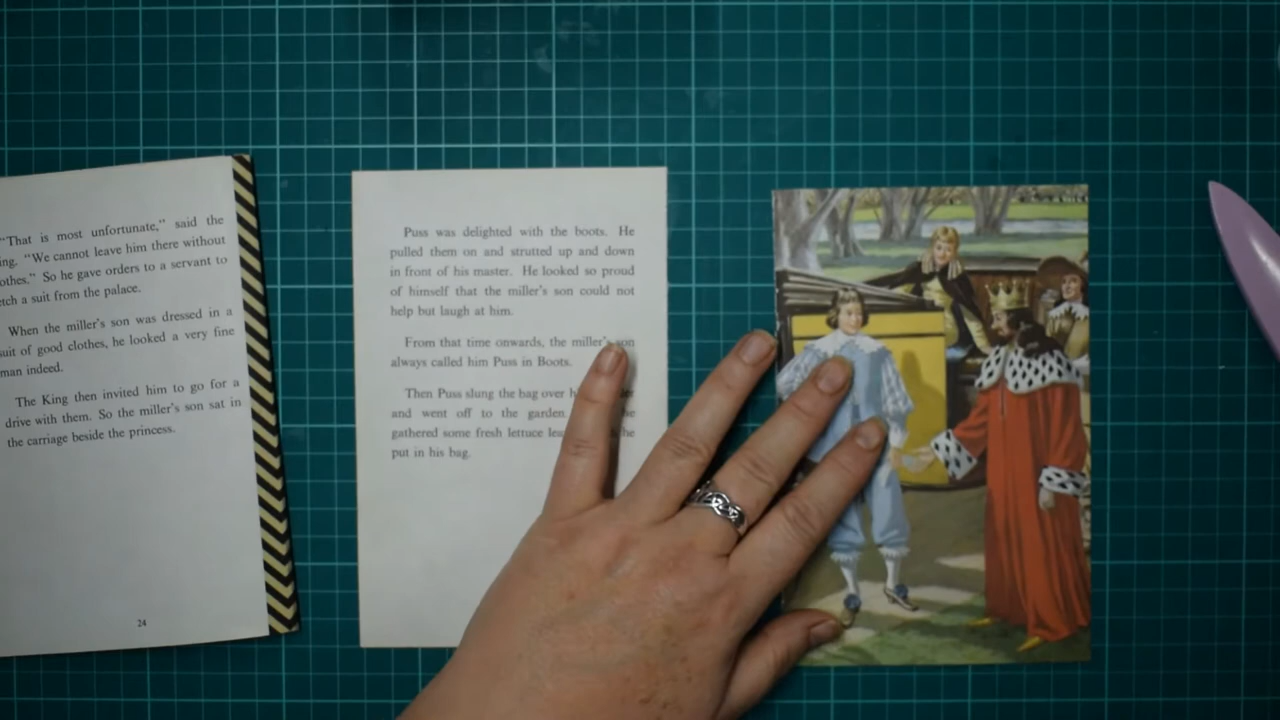 "That is most unfortunate," said the
ing. "We cannot leave him there without
othes." So he gave orders to a servant to
etch a suit from the palace.
When the miller's son was dressed in a
suit of good clothes, he looked a very fine
man indeed.
The King then invited him to go for a
drive with them. So the miller's son sat in
the carriage beside the princess.
24
Puss was delighted with the boots. He
pulled them on and strutted up and down
in front of his master. He looked so proud
of himself that the miller's son could not
help but laugh at him.
From that time onwards, the miller's son
always called him Puss in Boots.
Then Puss slung the bag over
and went off to the garden. he
gathered some fresh lettuce he
put in his bag.